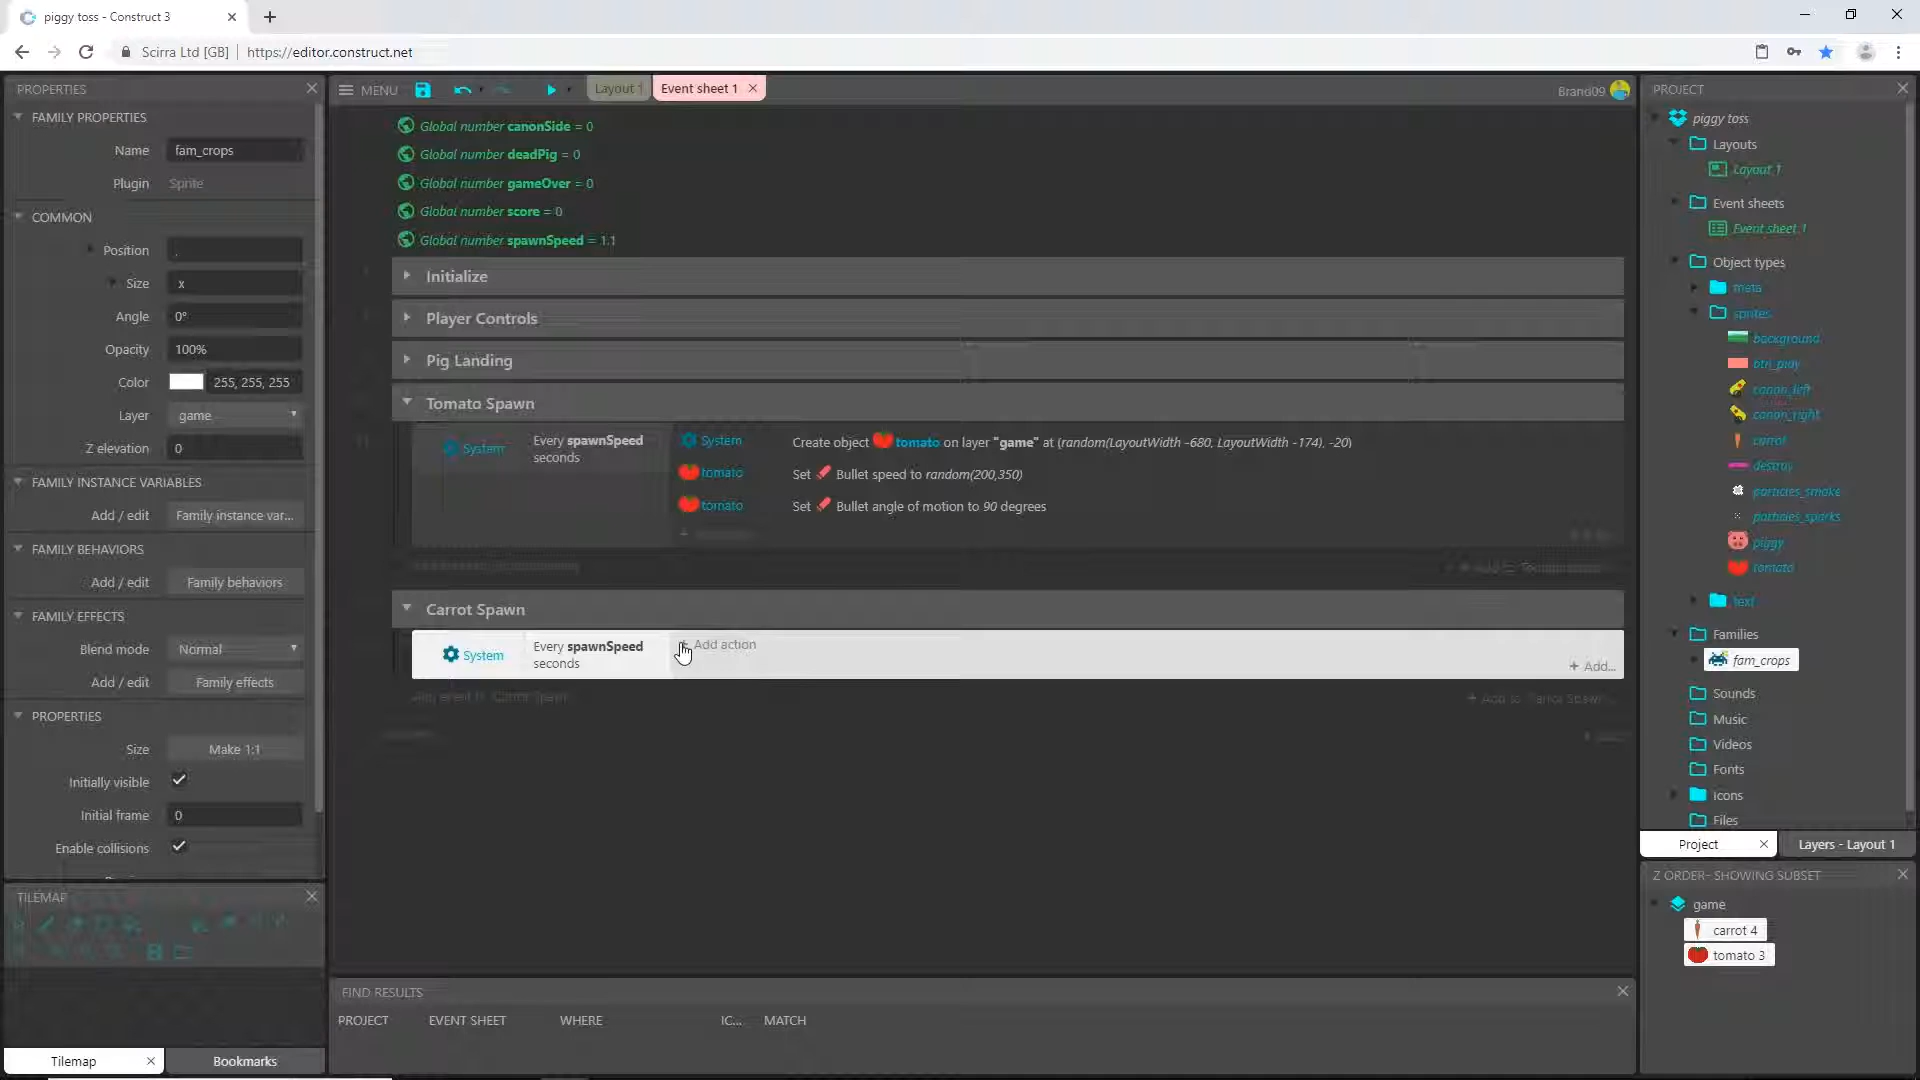 piggy toss - Construct 3
Scirra Ltd [GB]
https://editor.construct.net
PROPERTIES
FAMILY PROPERTIES
Name fam_crops
Plugin Sprite
COMMON
Position ,
Size x
Angle 0°
Opacity 100%
Color 255, 255, 255
Layer game
Z elevation 0
FAMILY INSTANCE VARIABLES
Add / edit Family instance var...
FAMILY BEHAVIORS
Add / edit Family behaviors
FAMILY EFFECTS
Blend mode Normal
Add / edit Family effects
PROPERTIES
Size Make 1:1
Initially visible
Initial frame 0
Enable collisions
TILEMAP
Tilemap
Bookmarks
MENU
Layout 1
Event sheet 1
Brand09
Global number canonSide = 0
Global number deadPig = 0
Global number gameOver = 0
Global number score = 0
Global number spawnSpeed = 1.1
Initialize
Player Controls
Pig Landing
Tomato Spawn
System Every spawnSpeed seconds
System Create object tomato on layer "game" at (random(LayoutWidth -680, LayoutWidth -174), -20)
tomato Set Bullet speed to random(200,350)
tomato Set Bullet angle of motion to 90 degrees
Carrot Spawn
System Every spawnSpeed seconds
Add action
+ Add...
Add event to 'Carrot Spawn'
+ Add to 'Carrot Spawn'...
FIND RESULTS
PROJECT EVENT SHEET WHERE IC... MATCH
PROJECT
piggy toss
Layouts
Layout 1
Event sheets
Event sheet 1
Object types
meta
sprites
background
btn_play
canon_left
canon_right
carrot
destroy
particles_smoke
particles_sparks
piggy
tomato
text
Families
fam_crops
Sounds
Music
Videos
Fonts
Icons
Files
Project
Layers - Layout 1
Z ORDER- SHOWING SUBSET
game
carrot 4
tomato 3